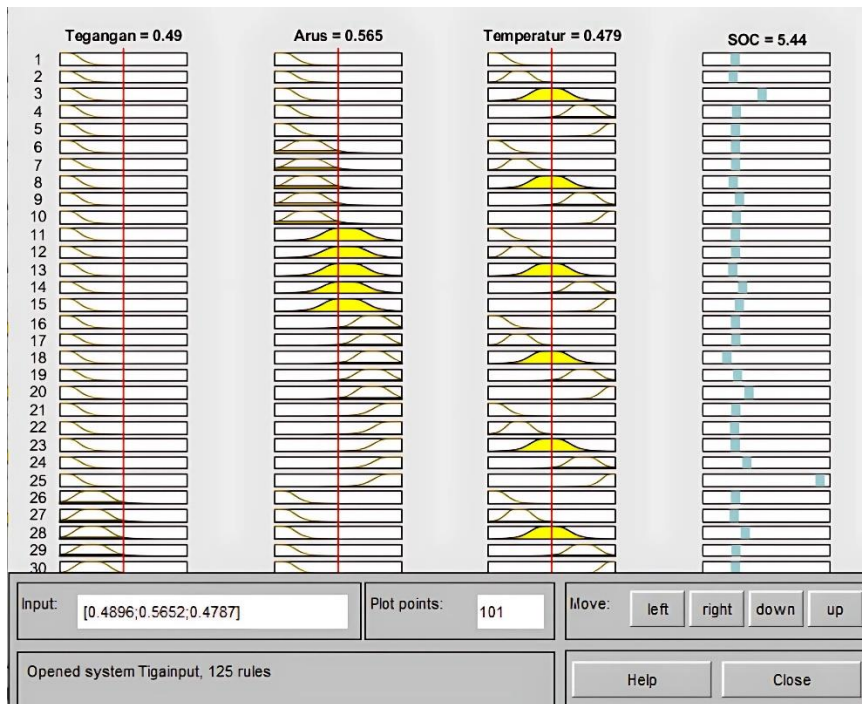 Tegangan = 0.49
Arus = 0.565
Temperatur = 0.479
SOC = 5.44
1
2
3
4
5
6
7
8
9
10
11
12
13
14
15
16
17
18
19
20
21
22
23
24
25
26
27
28
29
30
Input:
[0.4896;0.5652;0.4787]
Plot points:
101
Move:
left
right
down
up
Opened system Tigainput, 125 rules
Help
Close